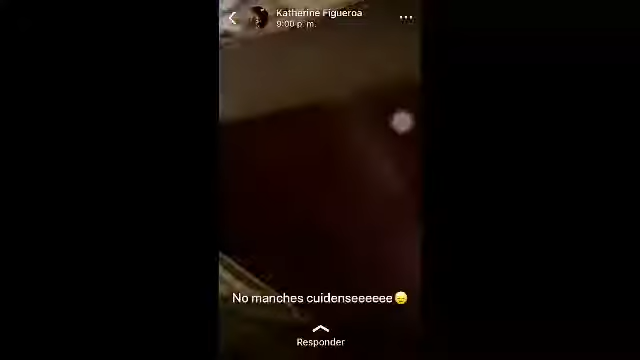 Katherine Figueroa
9:00 p. m.
No manches cuidenseeeeee😔
Responder